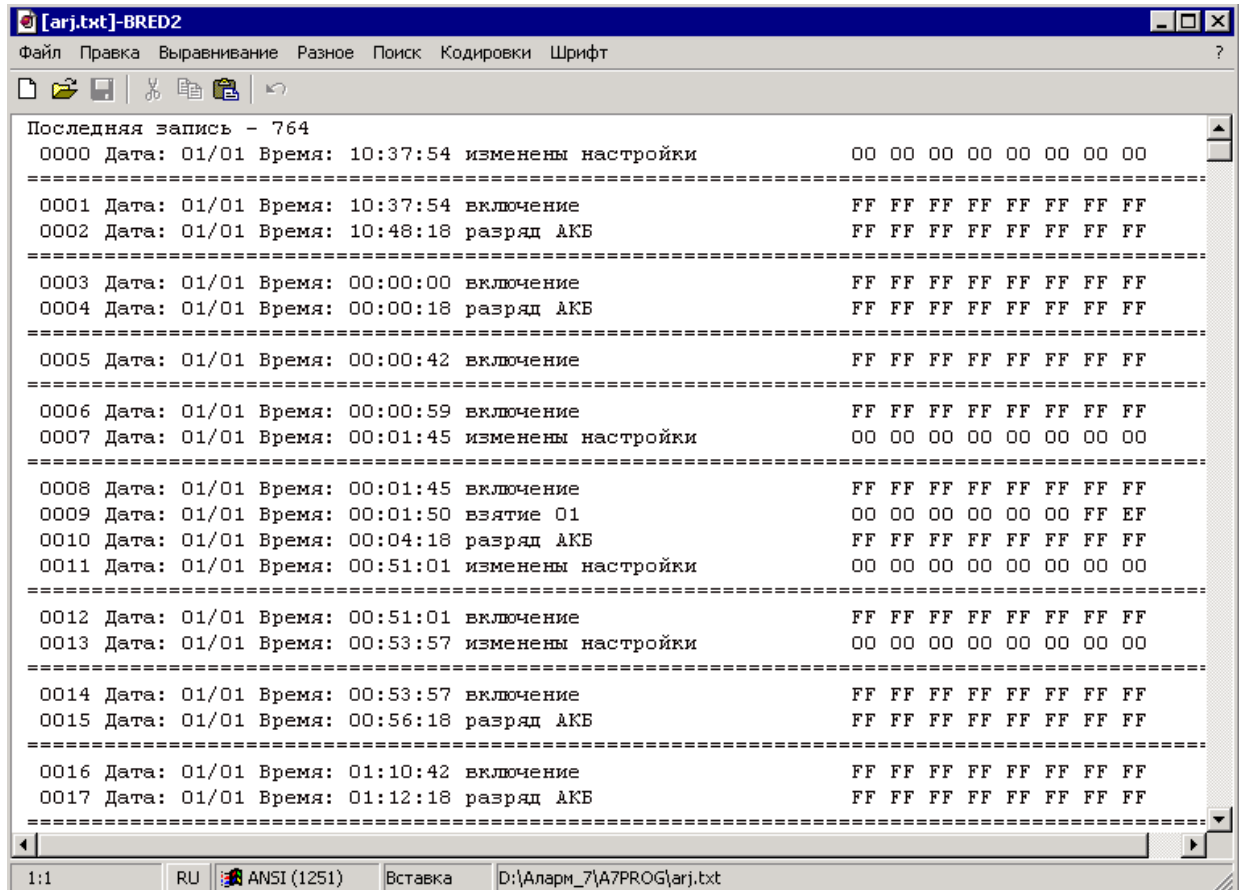 [arj.txt]-BRED2
Файл Правка Выравнивание Разное Поиск Кодировки Шрифт ?
Последняя запись - 764
0000 Дата: 01/01 Время: 10:37:54 изменены настройки 00 00 00 00 00 00 00 00
================================================================================
0001 Дата: 01/01 Время: 10:37:54 включение FF FF FF FF FF FF FF FF
0002 Дата: 01/01 Время: 10:48:18 разряд АКБ FF FF FF FF FF FF FF FF
================================================================================
0003 Дата: 01/01 Время: 00:00:00 включение FF FF FF FF FF FF FF FF
0004 Дата: 01/01 Время: 00:00:18 разряд АКБ FF FF FF FF FF FF FF FF
================================================================================
0005 Дата: 01/01 Время: 00:00:42 включение FF FF FF FF FF FF FF FF
================================================================================
0006 Дата: 01/01 Время: 00:00:59 включение FF FF FF FF FF FF FF FF
0007 Дата: 01/01 Время: 00:01:45 изменены настройки 00 00 00 00 00 00 00 00
================================================================================
0008 Дата: 01/01 Время: 00:01:45 включение FF FF FF FF FF FF FF FF
0009 Дата: 01/01 Время: 00:01:50 взятие 01 00 00 00 00 00 00 FF EF
0010 Дата: 01/01 Время: 00:04:18 разряд АКБ FF FF FF FF FF FF FF FF
0011 Дата: 01/01 Время: 00:51:01 изменены настройки 00 00 00 00 00 00 00 00
================================================================================
0012 Дата: 01/01 Время: 00:51:01 включение FF FF FF FF FF FF FF FF
0013 Дата: 01/01 Время: 00:53:57 изменены настройки 00 00 00 00 00 00 00 00
================================================================================
0014 Дата: 01/01 Время: 00:53:57 включение FF FF FF FF FF FF FF FF
0015 Дата: 01/01 Время: 00:56:18 разряд АКБ FF FF FF FF FF FF FF FF
================================================================================
0016 Дата: 01/01 Время: 01:10:42 включение FF FF FF FF FF FF FF FF
0017 Дата: 01/01 Время: 01:12:18 разряд АКБ FF FF FF FF FF FF FF FF
================================================================================
1:1 RU ANSI (1251) Вставка D:\Аларм_7\A7PROG\arj.txt